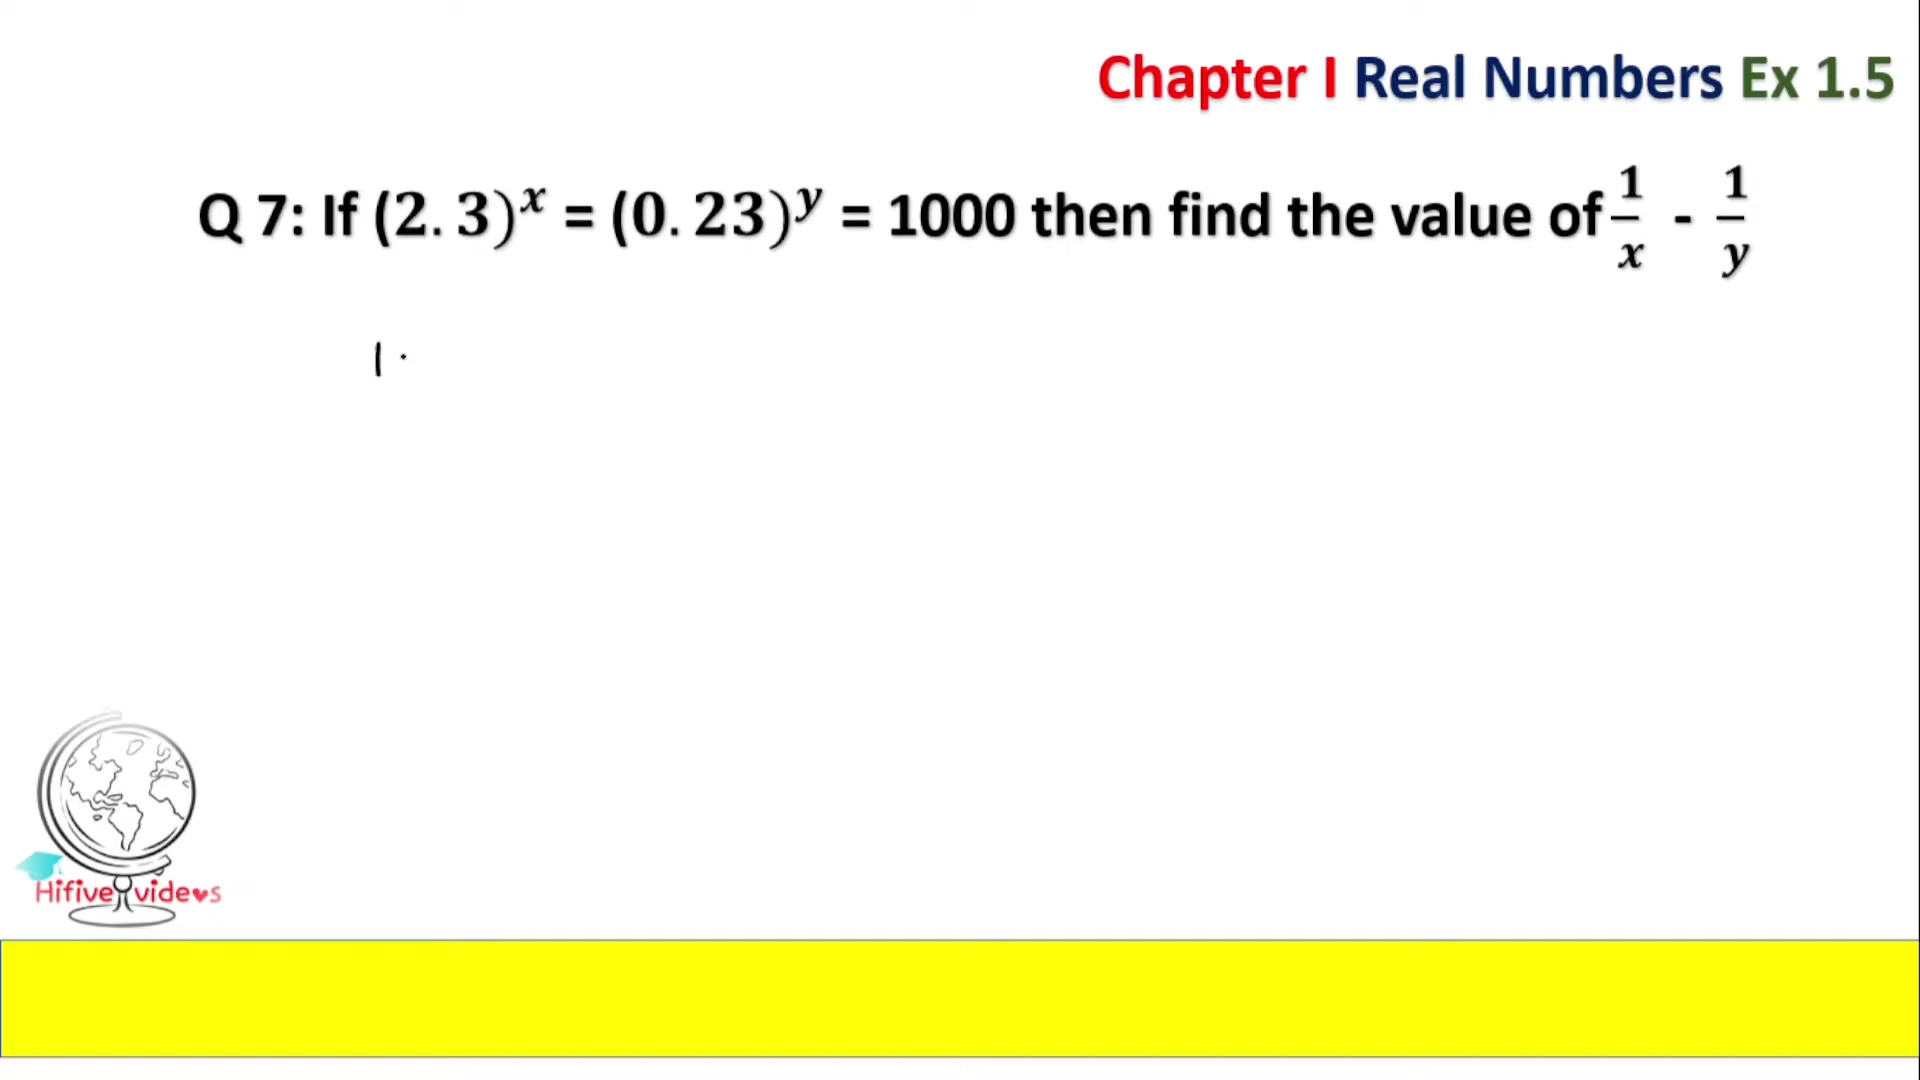 Chapter I Real Numbers Ex 1.5
Q 7: If (2.3)^x = (0.23)^y = 1000 then find the value of 1/x - 1/y
Hifive videos